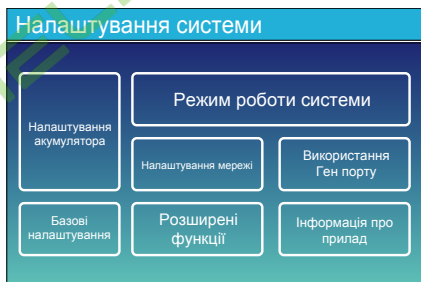 Налаштування системи
Налаштування
акумулятора
Режим роботи системи
Налаштування мережі
Використання
Ген порту
Базові
налаштування
Розширені
функції
Інформація про
прилад